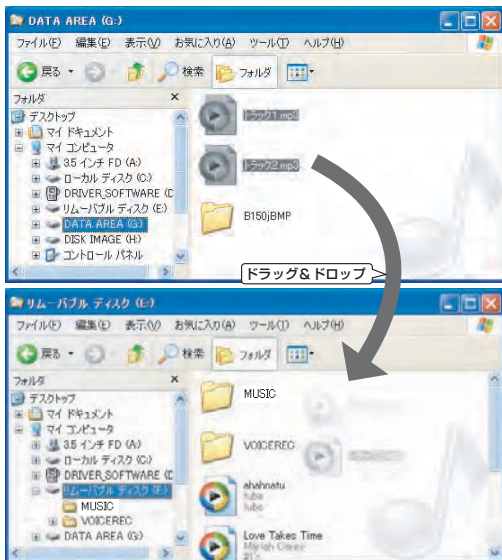 DATA AREA (G:)
ファイル(F) 編集(E) 表示(V) お気に入り(A) ツール(T) ヘルプ(H)
戻る 検索 フォルダ
フォルダ ×
デスクトップ
マイ ドキュメント
マイ コンピュータ
3.5 インチ FD (A:)
ローカル ディスク (C:)
DRIVER_SOFTWARE (D
リムーバブル ディスク (E:)
DATA AREA (G:)
DISK IMAGE (H:)
コントロール パネル
トラック1.mp3
トラック2.mp3
B150jBMP
ドラッグ&ドロップ
リムーバブル ディスク (E:)
ファイル(F) 編集(E) 表示(V) お気に入り(A) ツール(T) ヘルプ(H)
戻る 検索 フォルダ
フォルダ ×
デスクトップ
マイ ドキュメント
マイ コンピュータ
3.5 インチ FD (A:)
ローカル ディスク (C:)
DRIVER_SOFTWARE (D
リムーバブル ディスク (E:)
MUSIC
VOICEREC
DATA AREA (G:)
MUSIC
VOICEREC
ahahnatu
tube
tube
Love Takes Time
Mariah Carey